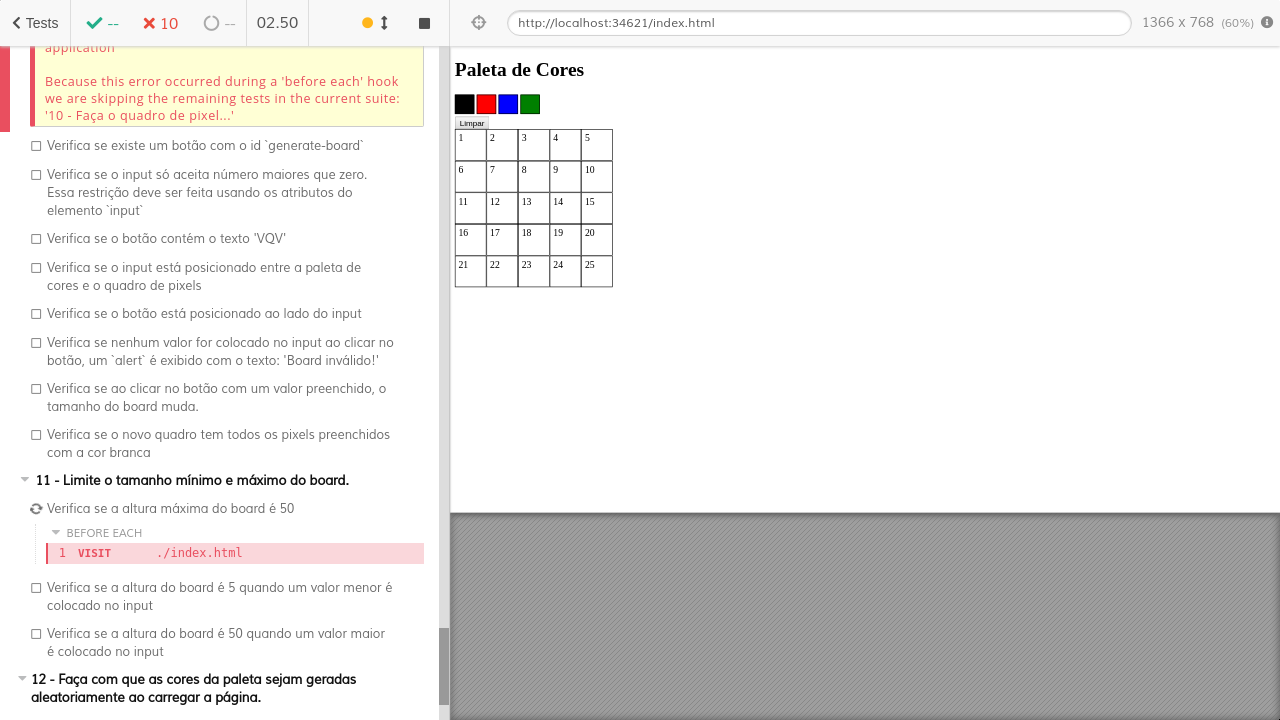 Tests
--
10
--
02.50
http://localhost:34621/index.html
1366 x 768 (60%)
application
Because this error occurred during a 'before each' hook
we are skipping the remaining tests in the current suite:
'10 - Faça o quadro de pixel...'
Verifica se existe um botão com o id `generate-board`
Verifica se o input só aceita número maiores que zero.
Essa restrição deve ser feita usando os atributos do
elemento `input`
Verifica se o botão contém o texto 'VQV'
Verifica se o input está posicionado entre a paleta de
cores e o quadro de pixels
Verifica se o botão está posicionado ao lado do input
Verifica se nenhum valor for colocado no input ao clicar no
botão, um `alert` é exibido com o texto: 'Board inválido!'
Verifica se ao clicar no botão com um valor preenchido, o
tamanho do board muda.
Verifica se o novo quadro tem todos os pixels preenchidos
com a cor branca
11 - Limite o tamanho mínimo e máximo do board.
Verifica se a altura máxima do board é 50
BEFORE EACH
1 VISIT ./index.html
Verifica se a altura do board é 5 quando um valor menor é
colocado no input
Verifica se a altura do board é 50 quando um valor maior
é colocado no input
12 - Faça com que as cores da paleta sejam geradas
aleatoriamente ao carregar a página.
Paleta de Cores
Limpar
1 2 3 4 5
6 7 8 9 10
11 12 13 14 15
16 17 18 19 20
21 22 23 24 25